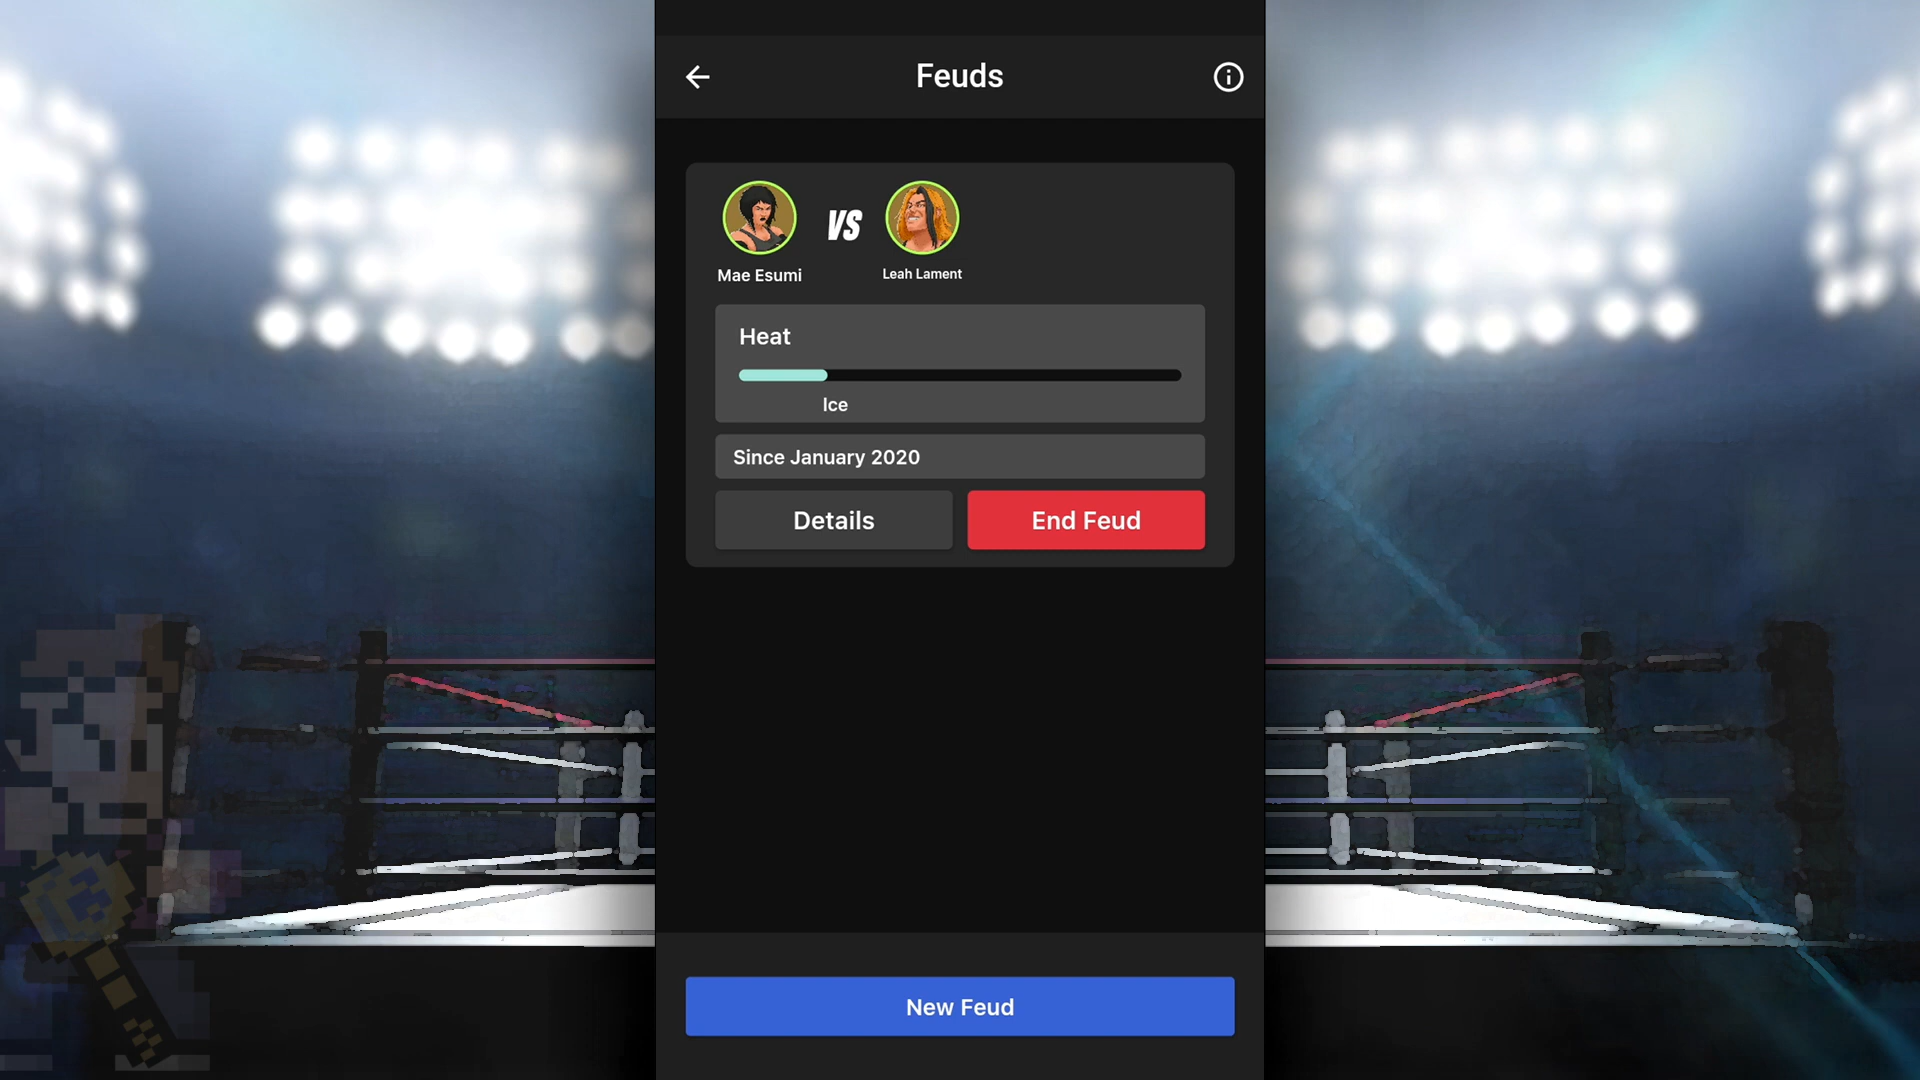 Feuds
VS
Mae Esumi
Leah Lament
Heat
Ice
Since January 2020
Details
End Feud
New Feud